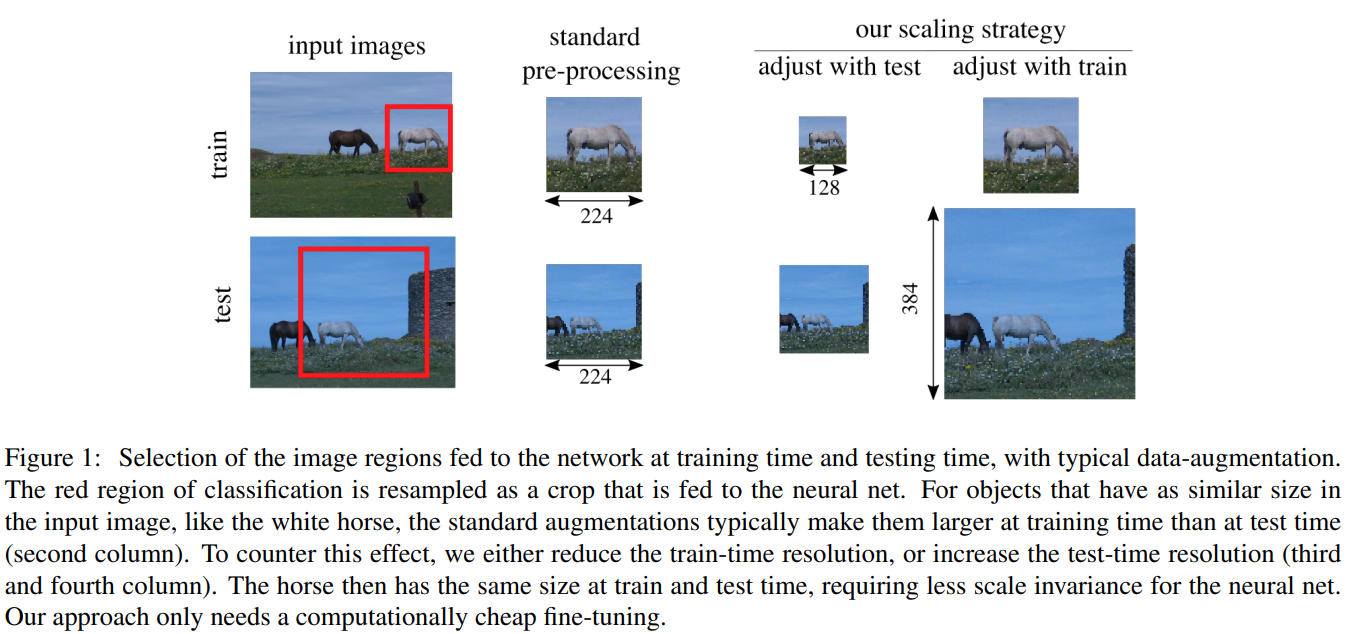 input images
standard
pre-processing
our scaling strategy
adjust with test
adjust with train
train
224
128
test
224
384
Figure 1: Selection of the image regions fed to the network at training time and testing time, with typical data-augmentation.
The red region of classification is resampled as a crop that is fed to the neural net. For objects that have as similar size in
the input image, like the white horse, the standard augmentations typically make them larger at training time than at test time
(second column). To counter this effect, we either reduce the train-time resolution, or increase the test-time resolution (third
and fourth column). The horse then has the same size at train and test time, requiring less scale invariance for the neural net.
Our approach only needs a computationally cheap fine-tuning.